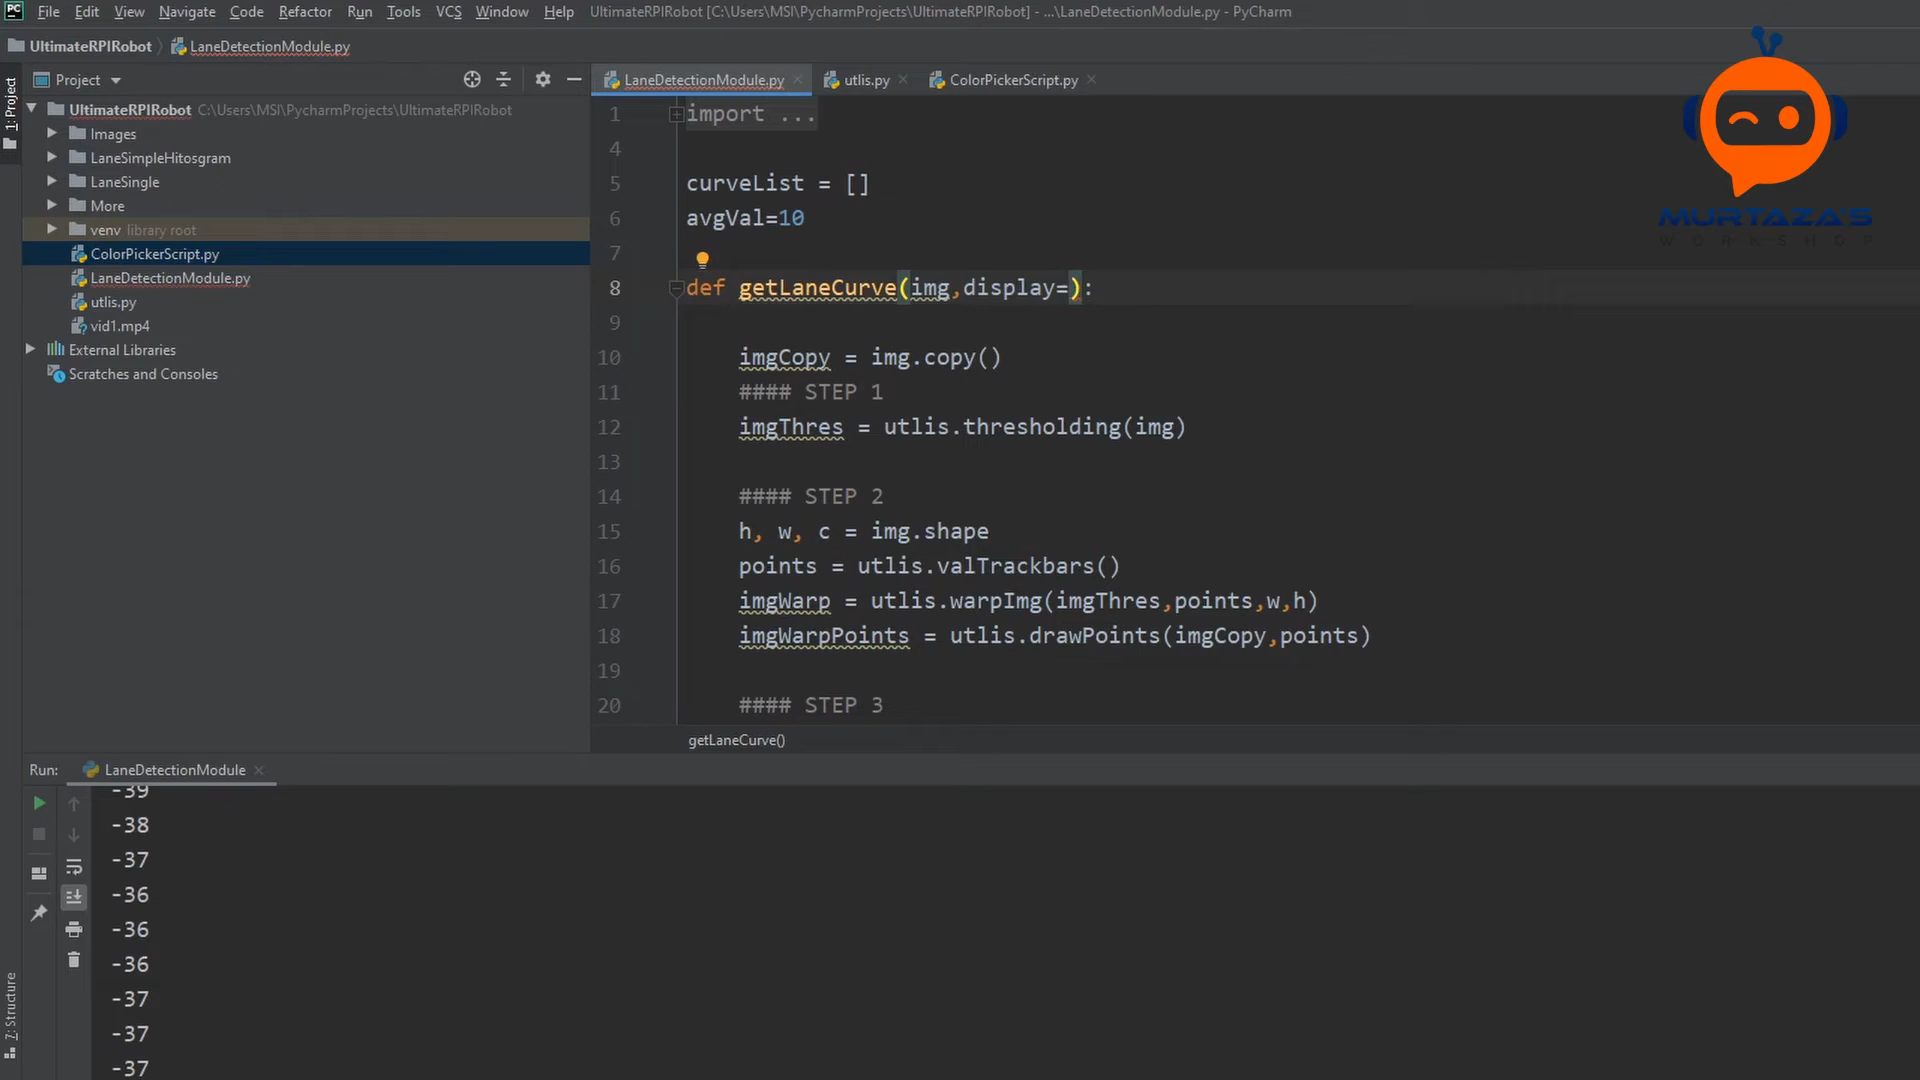 PC File Edit View Navigate Code Refactor Run Tools VCS Window Help UltimateRPIRobot [C:\Users\MSI\PycharmProjects\UltimateRPIRobot] - ...\LaneDetectionModule.py - PyCharm
UltimateRPIRobot LaneDetectionModule.py
1: Project
Project
LaneDetectionModule.py utlis.py ColorPickerScript.py
UltimateRPIRobot C:\Users\MSI\PycharmProjects\UltimateRPIRobot
Images
LaneSimpleHitosgram
LaneSingle
More
venv library root
ColorPickerScript.py
LaneDetectionModule.py
utlis.py
vid1.mp4
External Libraries
Scratches and Consoles
1 import ...
4
5 curveList = []
6 avgVal=10
7
8 def getLaneCurve(img,display=):
9
10 imgCopy = img.copy()
11 #### STEP 1
12 imgThres = utlis.thresholding(img)
13
14 #### STEP 2
15 h, w, c = img.shape
16 points = utlis.valTrackbars()
17 imgWarp = utlis.warpImg(imgThres,points,w,h)
18 imgWarpPoints = utlis.drawPoints(imgCopy,points)
19
20 #### STEP 3
getLaneCurve()
MURTAZA'S
WORKSHOP
Run: LaneDetectionModule
-39
-38
-37
-36
-36
-36
-37
-37
-37
7: Structure